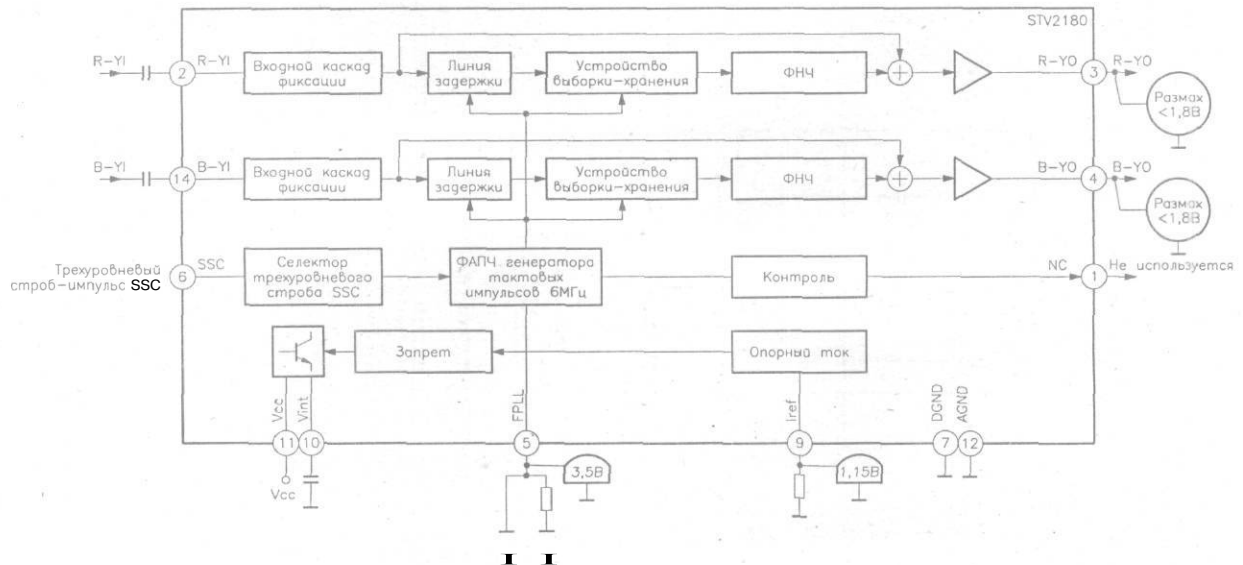 STV2180
R-YI
2
R-YI
Входной каскад
фиксации
Линия
задержки
Устройство
выборки-хранения
ФНЧ
R-YO
3
R-YO
Размах
<1,8В
B-YI
14
B-YI
Входной каскад
фиксации
Линия
задержки
Устройство
выборки-хранения
ФНЧ
B-YO
4
B-YO
Размах
<1,8В
Трехуровневый
строб-импульс SSC
6
SSC
Селектор
трехуровневого
строба SSC
ФАПЧ генератора
тактовых
импульсов 6МГц
Контроль
NC
1
Не используется
Запрет
Опорный ток
Vcc
Vint
FPLL
iref
DGND
AGND
11
10
5
9
7
12
Vcc
3,5В
1,15В
I I